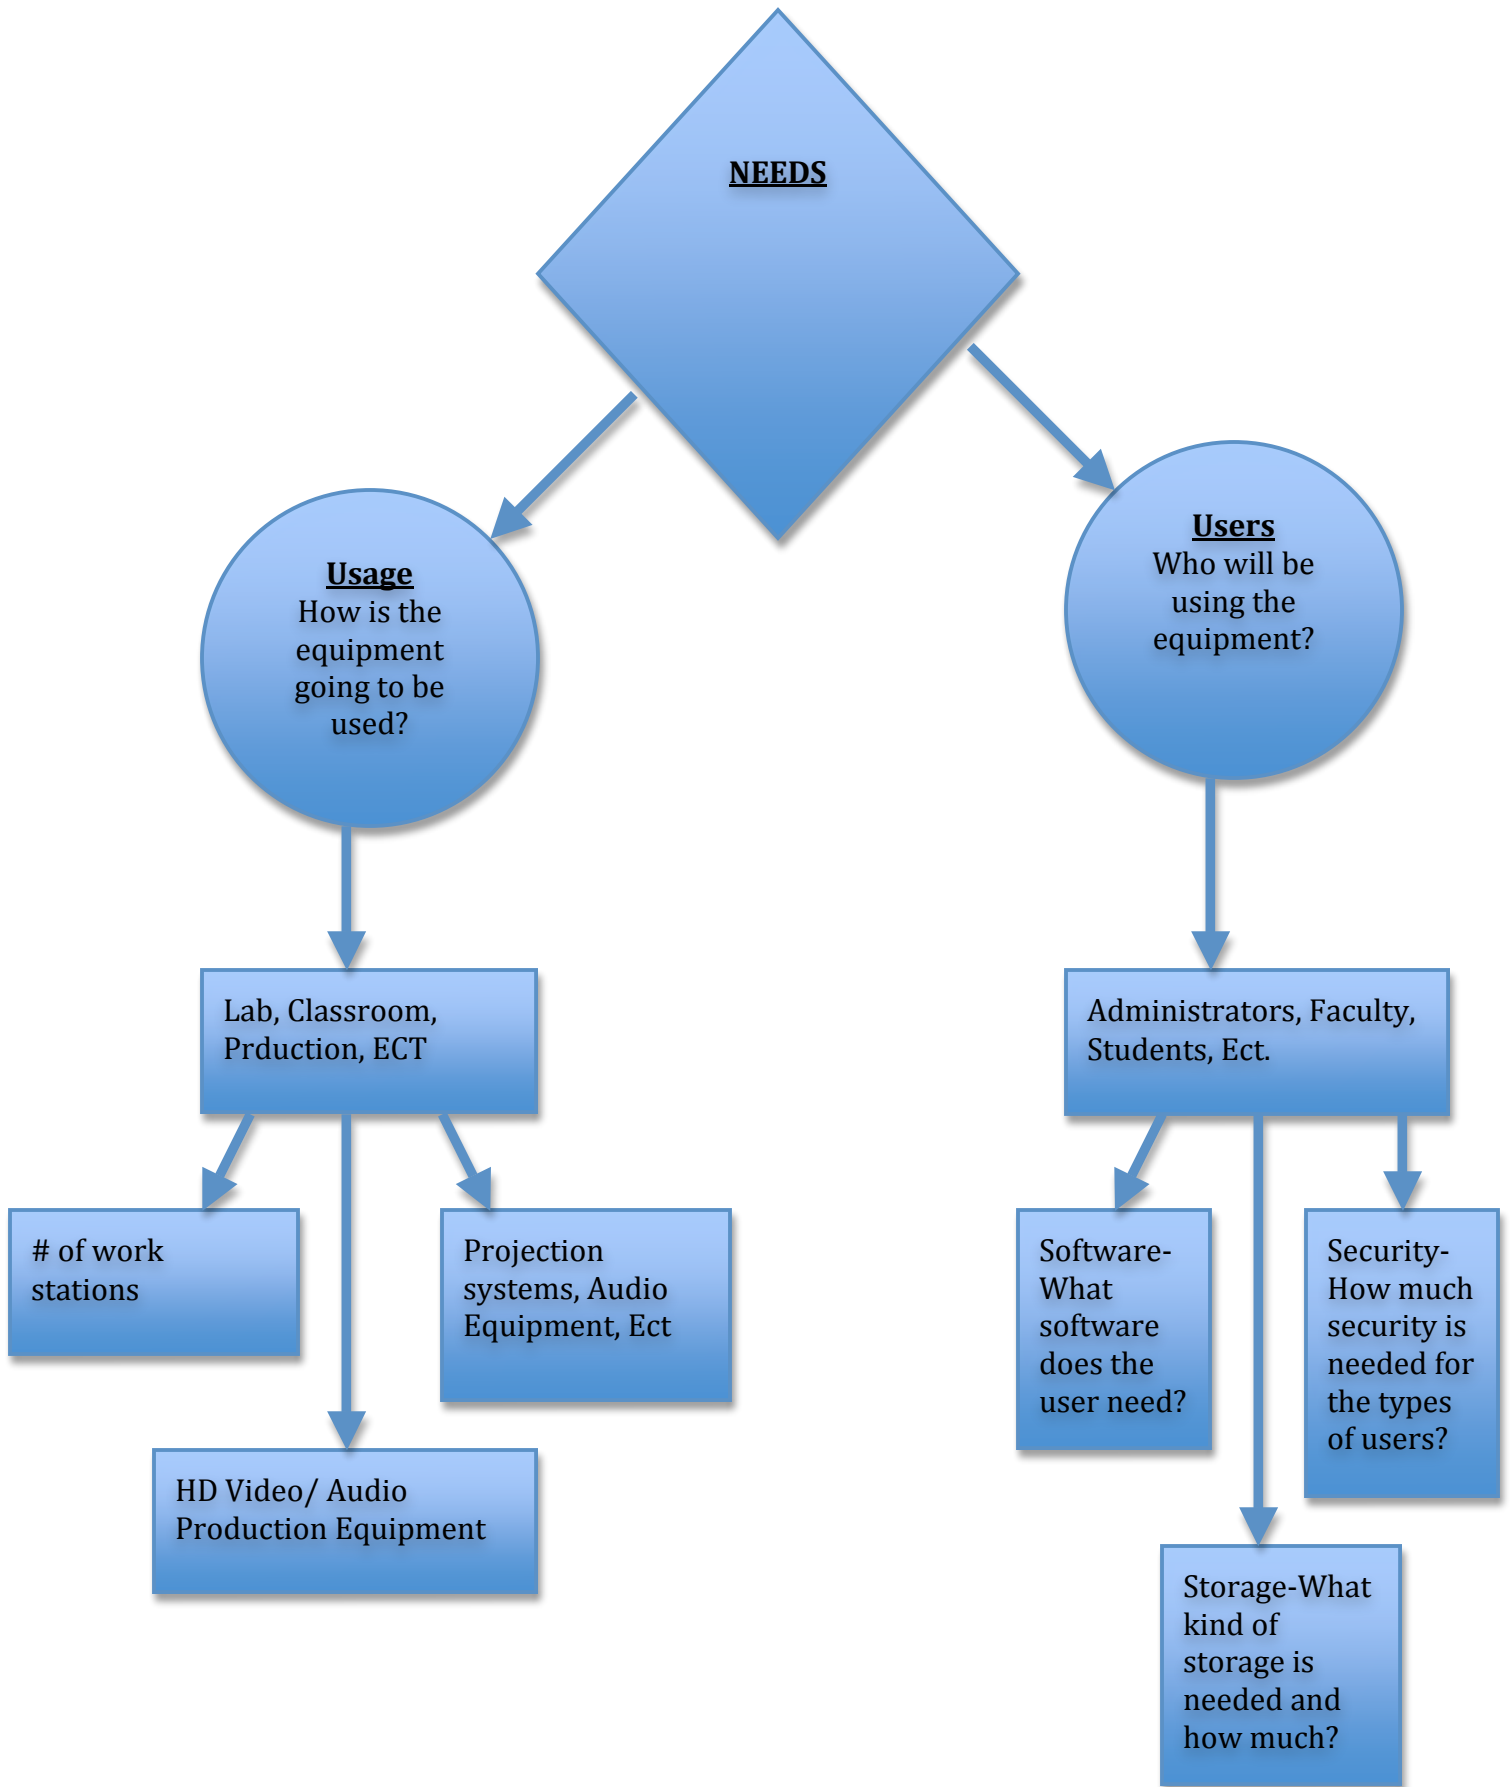 NEEDS
Usage
How is the
equipment
going to be
used?
Users
Who will be
using the
equipment?
Lab, Classroom,
Prduction, ECT
Administrators, Faculty,
Students, Ect.
# of work
stations
Projection
systems, Audio
Equipment, Ect
HD Video/ Audio
Production Equipment
Software-
What
software
does the
user need?
Security-
How much
security is
needed for
the types
of users?
Storage-What
kind of
storage is
needed and
how much?